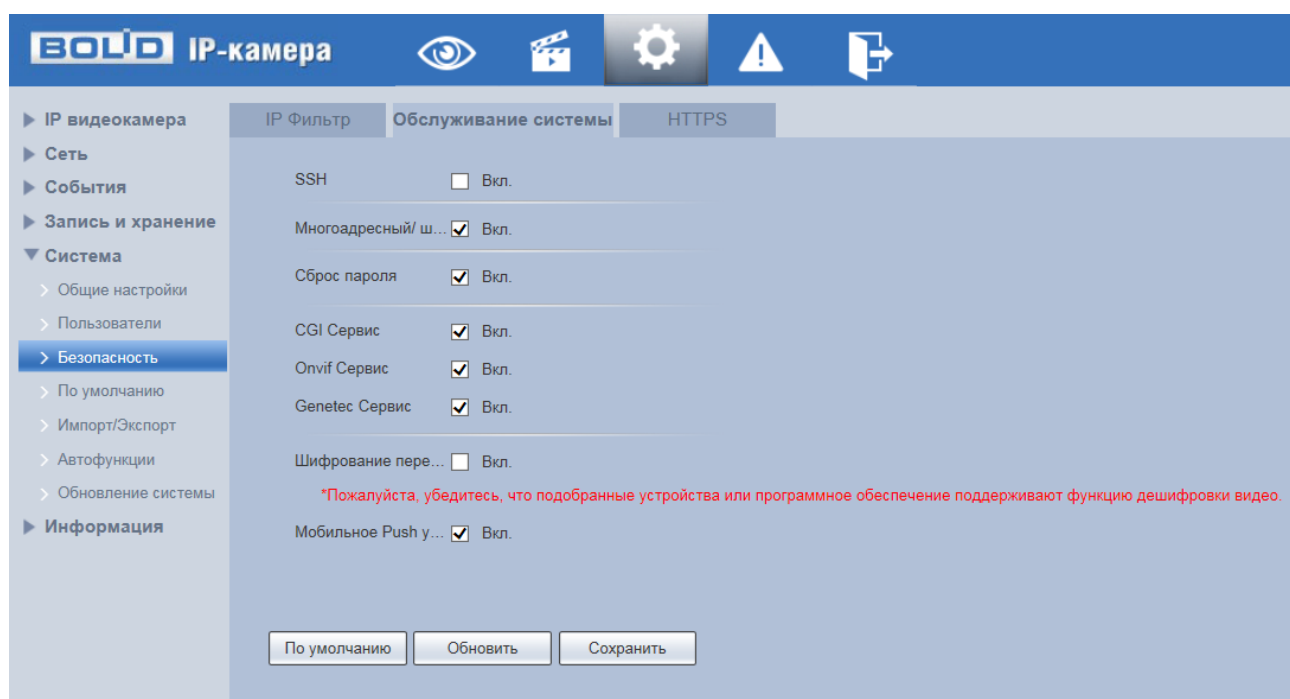 BOLID IP-камера
IP видеокамера
Сеть
События
Запись и хранение
Система
Общие настройки
Пользователи
Безопасность
По умолчанию
Импорт/Экспорт
Автофункции
Обновление системы
Информация
IP Фильтр Обслуживание системы HTTPS
SSH Вкл.
Многоадресный/ ш... Вкл.
Сброс пароля Вкл.
CGI Сервис Вкл.
Onvif Сервис Вкл.
Genetec Сервис Вкл.
Шифрование пере... Вкл.
*Пожалуйста, убедитесь, что подобранные устройства или программное обеспечение поддерживают функцию дешифровки видео.
Мобильное Push у... Вкл.
По умолчанию Обновить Сохранить